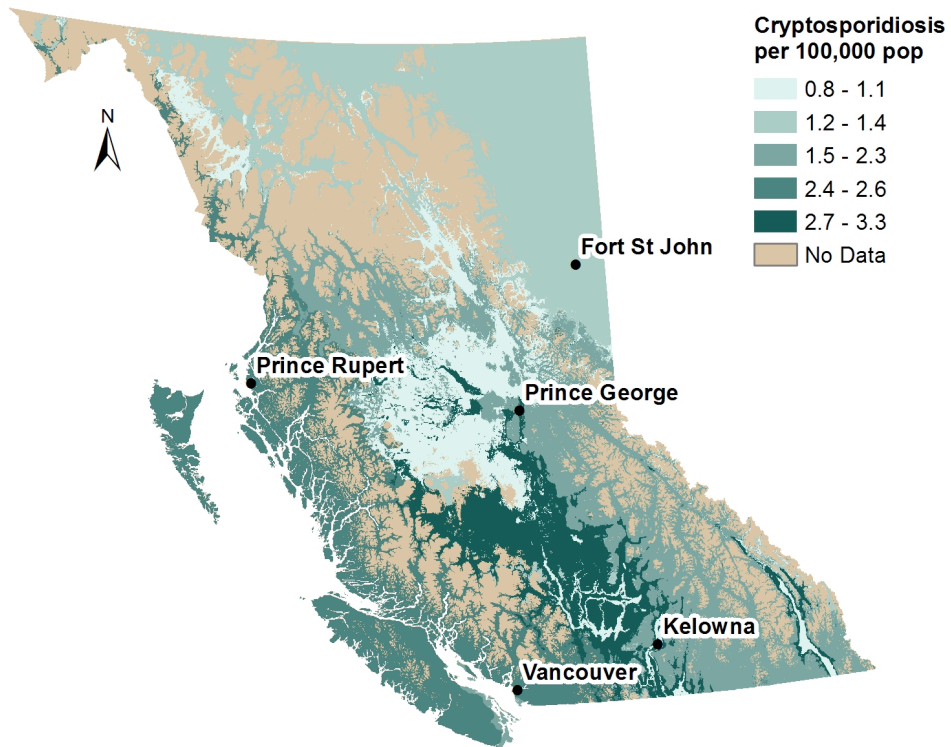 Cryptosporidiosis
per 100,000 pop
0.8 - 1.1
1.2 - 1.4
1.5 - 2.3
2.4 - 2.6
2.7 - 3.3
No Data
N
Fort St John
Prince Rupert
Prince George
Kelowna
Vancouver